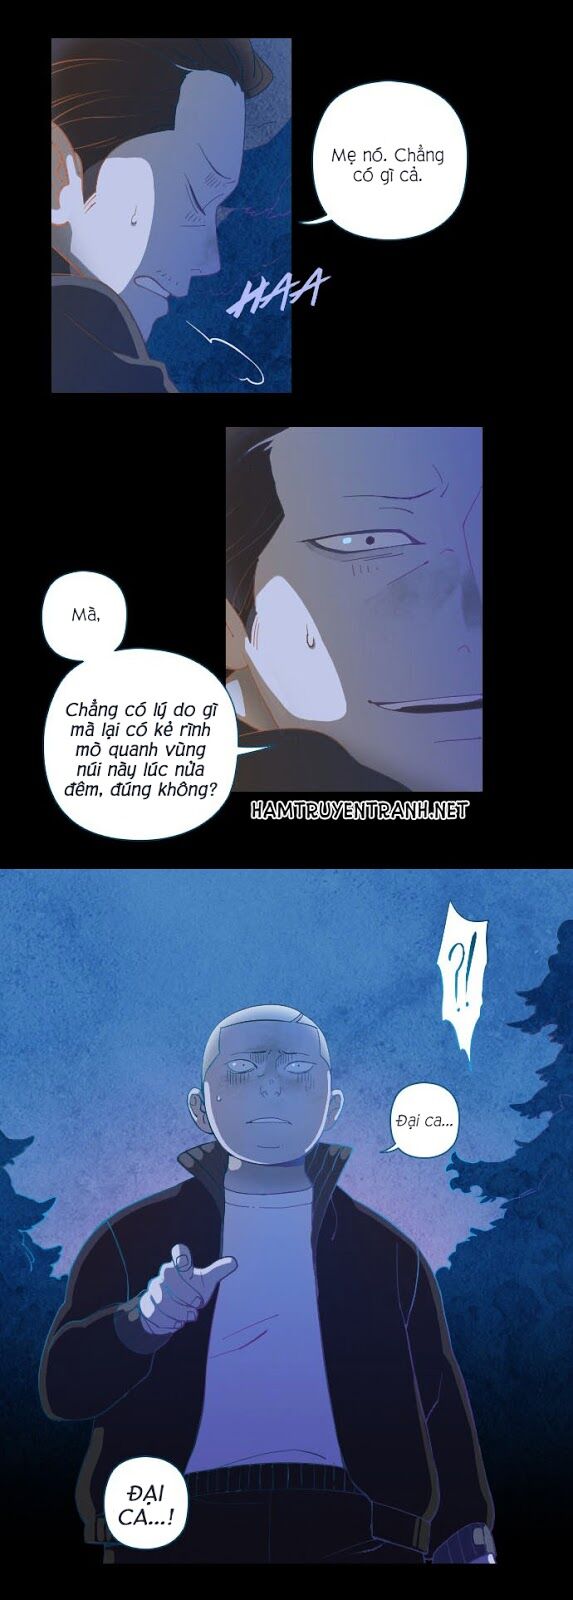 Mẹ nó. Chẳng
có gì cả.
HAA
Mà,
Chẳng có lý do gì
mà lại có kẻ rình
mò quanh vùng
núi này lúc nửa
đêm, đúng không?
HAMTRUYENTRANH.NET
?!
Đại ca...
ĐẠI
CA...!